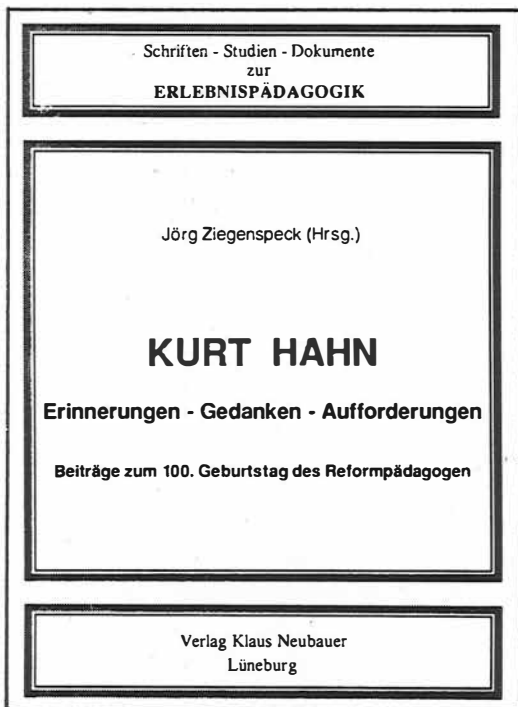 Schriften - Studien - Dokumente
zur
ERLEBNISPÄDAGOGIK
Jörg Ziegenspeck (Hrsg.)
KURT HAHN
Erinnerungen - Gedanken - Aufforderungen
Beiträge zum 100. Geburtstag des Reformpädagogen
Verlag Klaus Neubauer
Lüneburg